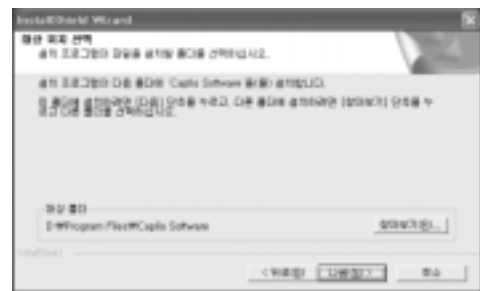 InstallShield Wizard
대상 위치 선택
설치 프로그램이 파일을 설치할 폴더를 선택하십시오.
설치 프로그램이 다음 폴더에 'Caplio Software 을(를) 설치합니다.
이 폴더에 설치하려면 [다음] 단추를 누르고, 다른 폴더에 설치하려면 [찾아보기] 단추를 누
르고 다른 폴더를 선택하십시오.
대상 폴더
D:₩Program Files₩Caplio Software
찾아보기(R)...
InstallShield
< 뒤로(B)
다음(N) >
취소